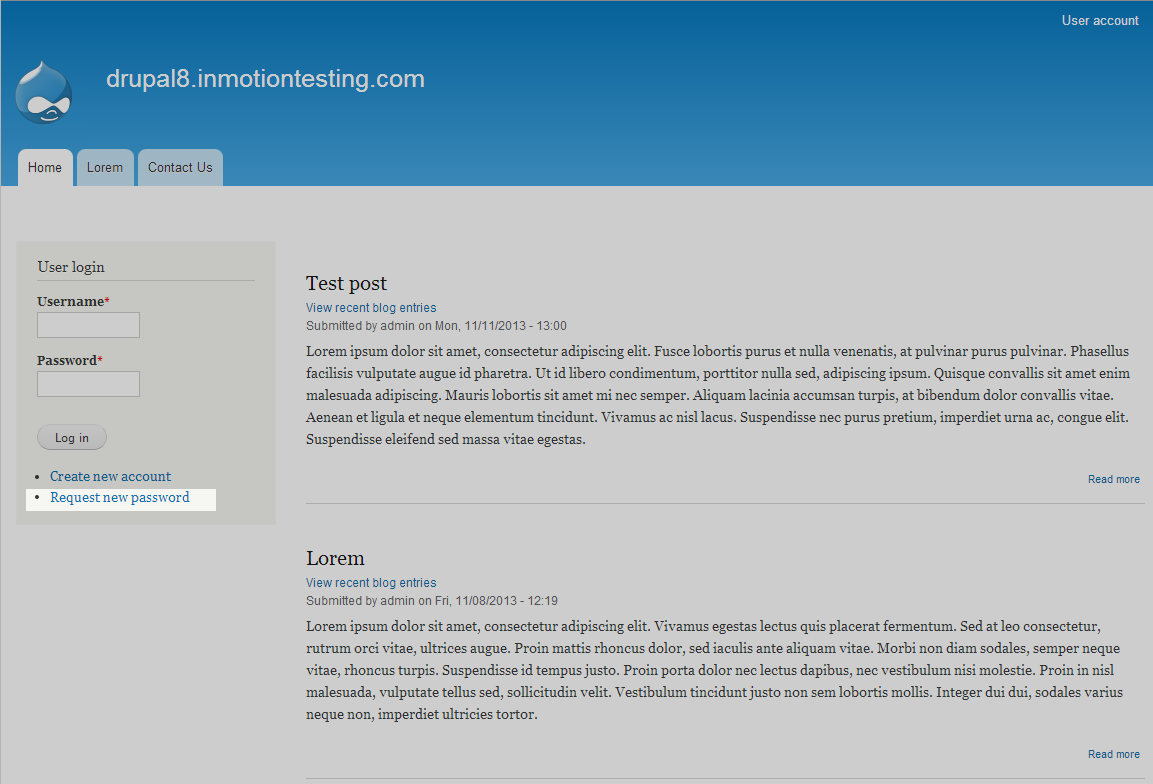 User account
drupal8.inmotiontesting.com
Home
Lorem
Contact Us
User login
Username*
Password*
Log in
• Create new account
• Request new password
Test post
View recent blog entries
Submitted by admin on Mon, 11/11/2013 - 13:00
Lorem ipsum dolor sit amet, consectetur adipiscing elit. Fusce lobortis purus et nulla venenatis, at pulvinar purus pulvinar. Phasellus
facilisis vulputate augue id pharetra. Ut id libero condimentum, porttitor nulla sed, adipiscing ipsum. Quisque convallis sit amet enim
malesuada adipiscing. Mauris lobortis sit amet mi nec semper. Aliquam lacinia accumsan turpis, at bibendum dolor convallis vitae.
Aenean et ligula et neque elementum tincidunt. Vivamus ac nisl lacus. Suspendisse nec purus pretium, imperdiet urna ac, congue elit.
Suspendisse eleifend sed massa vitae egestas.
Read more
Lorem
View recent blog entries
Submitted by admin on Fri, 11/08/2013 - 12:19
Lorem ipsum dolor sit amet, consectetur adipiscing elit. Vivamus egestas lectus quis placerat fermentum. Sed at leo consectetur,
rutrum orci vitae, ultrices augue. Proin mattis rhoncus dolor, sed iaculis ante aliquam vitae. Morbi non diam sodales, semper neque
vitae, rhoncus turpis. Suspendisse id tempus justo. Proin porta dolor nec lectus dapibus, nec vestibulum nisi molestie. Proin in nisl
malesuada, vulputate tellus sed, sollicitudin velit. Vestibulum tincidunt justo non sem lobortis mollis. Integer dui dui, sodales varius
neque non, imperdiet ultricies tortor.
Read more